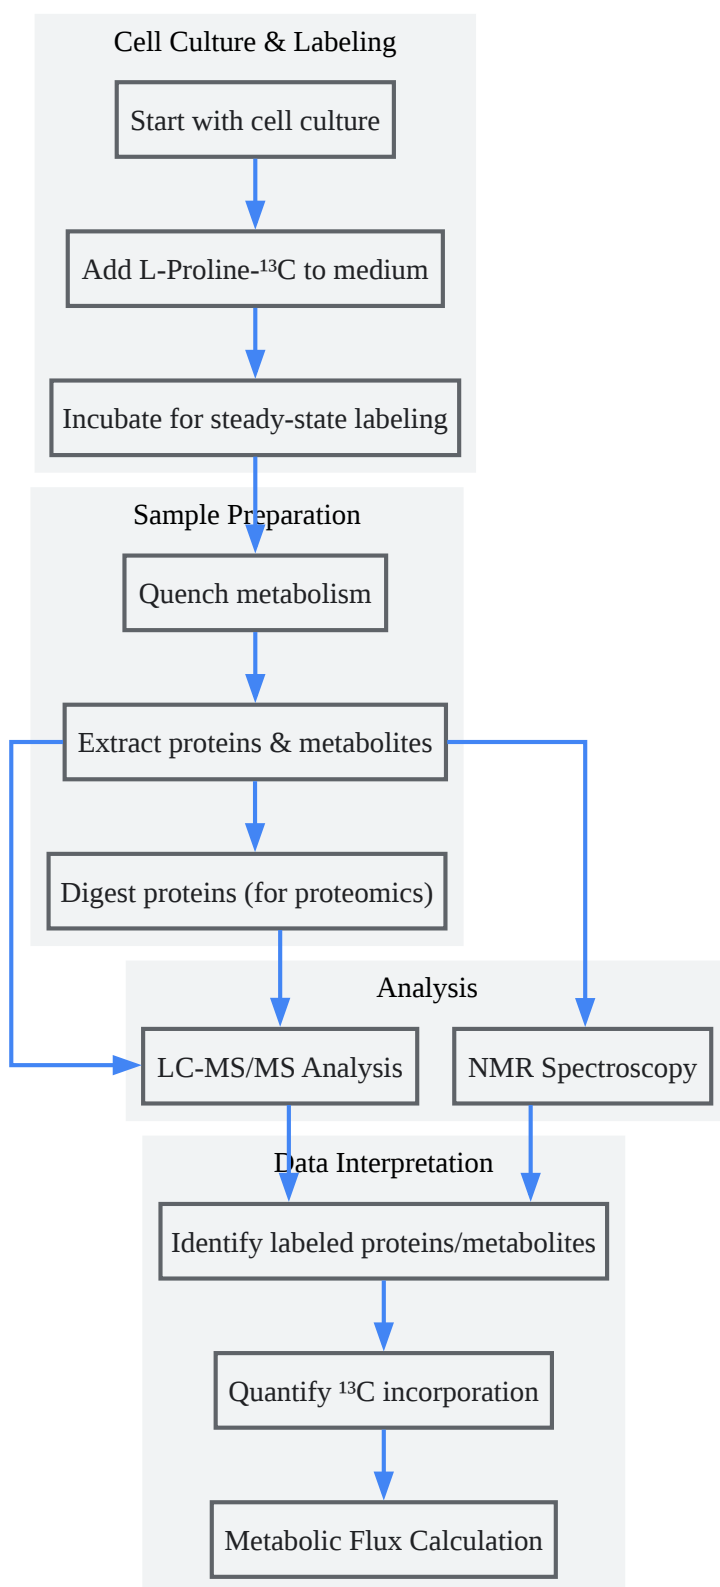 Cell Culture & Labeling
Start with cell culture
Add L-Proline-¹³C to medium
Incubate for steady-state labeling
Sample Preparation
Quench metabolism
Extract proteins & metabolites
Digest proteins (for proteomics)
Analysis
LC-MS/MS Analysis
NMR Spectroscopy
Data Interpretation
Identify labeled proteins/metabolites
Quantify ¹³C incorporation
Metabolic Flux Calculation